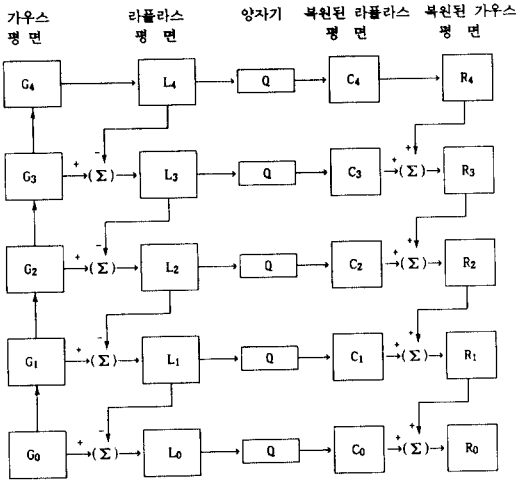 가우스 라플라스 양자기 복원된 라플라스 복원된 가우스
평 면 평 면 평 면 평 면
G4 L4 Q C4 R4
- +
G3 + (Σ) L3 Q C3 + (Σ) R3
- +
G2 + (Σ) L2 Q C2 + (Σ) R2
- +
G1 + (Σ) L1 Q C1 + (Σ) R1
- +
G0 + (Σ) L0 Q C0 + (Σ) R0